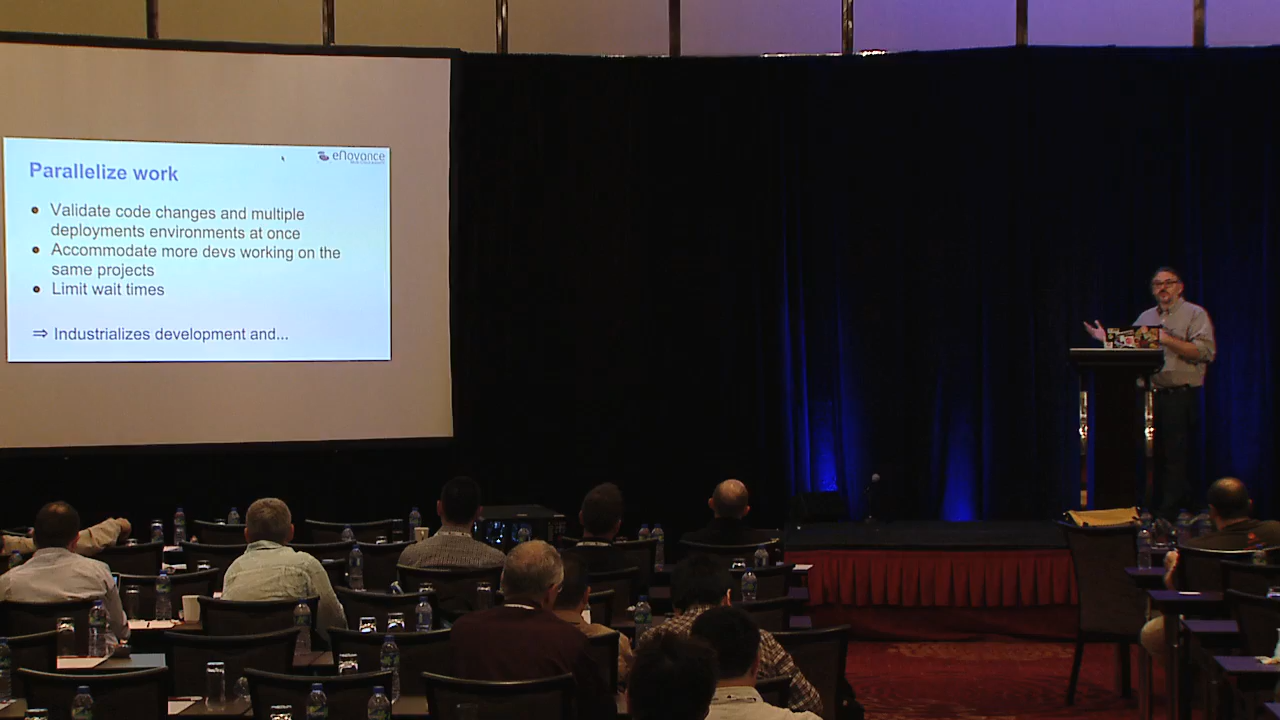 eNovance
Parallelize work
Validate code changes and multiple
deployments environments at once
Accommodate more devs working on the
same projects
Limit wait times
⇒ Industrializes development and...